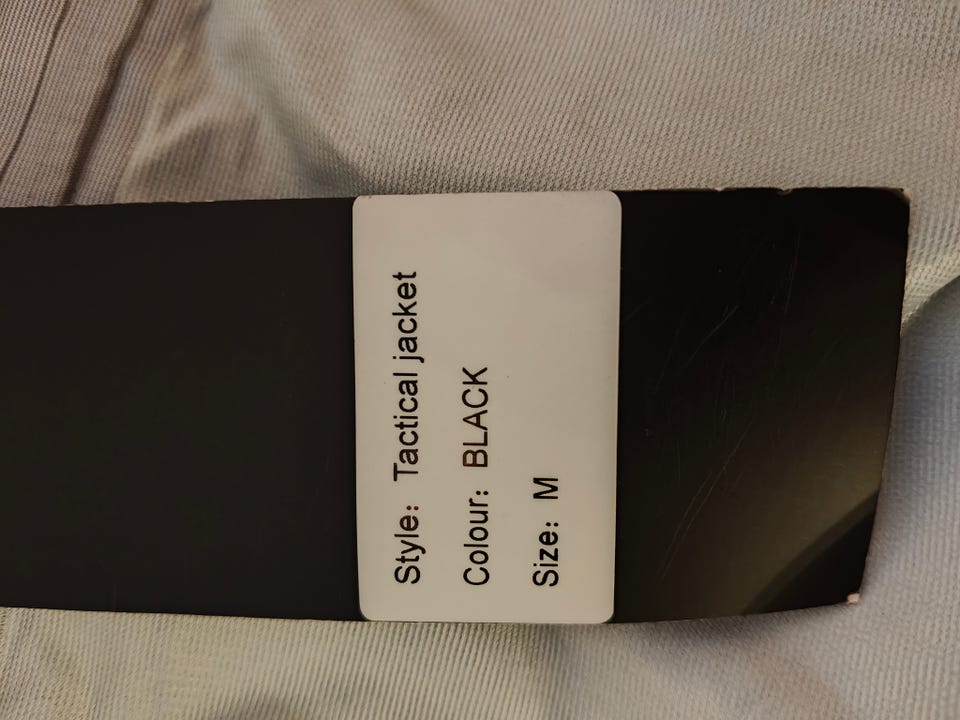 Style: Tactical jacket
Colour: BLACK
Size: M